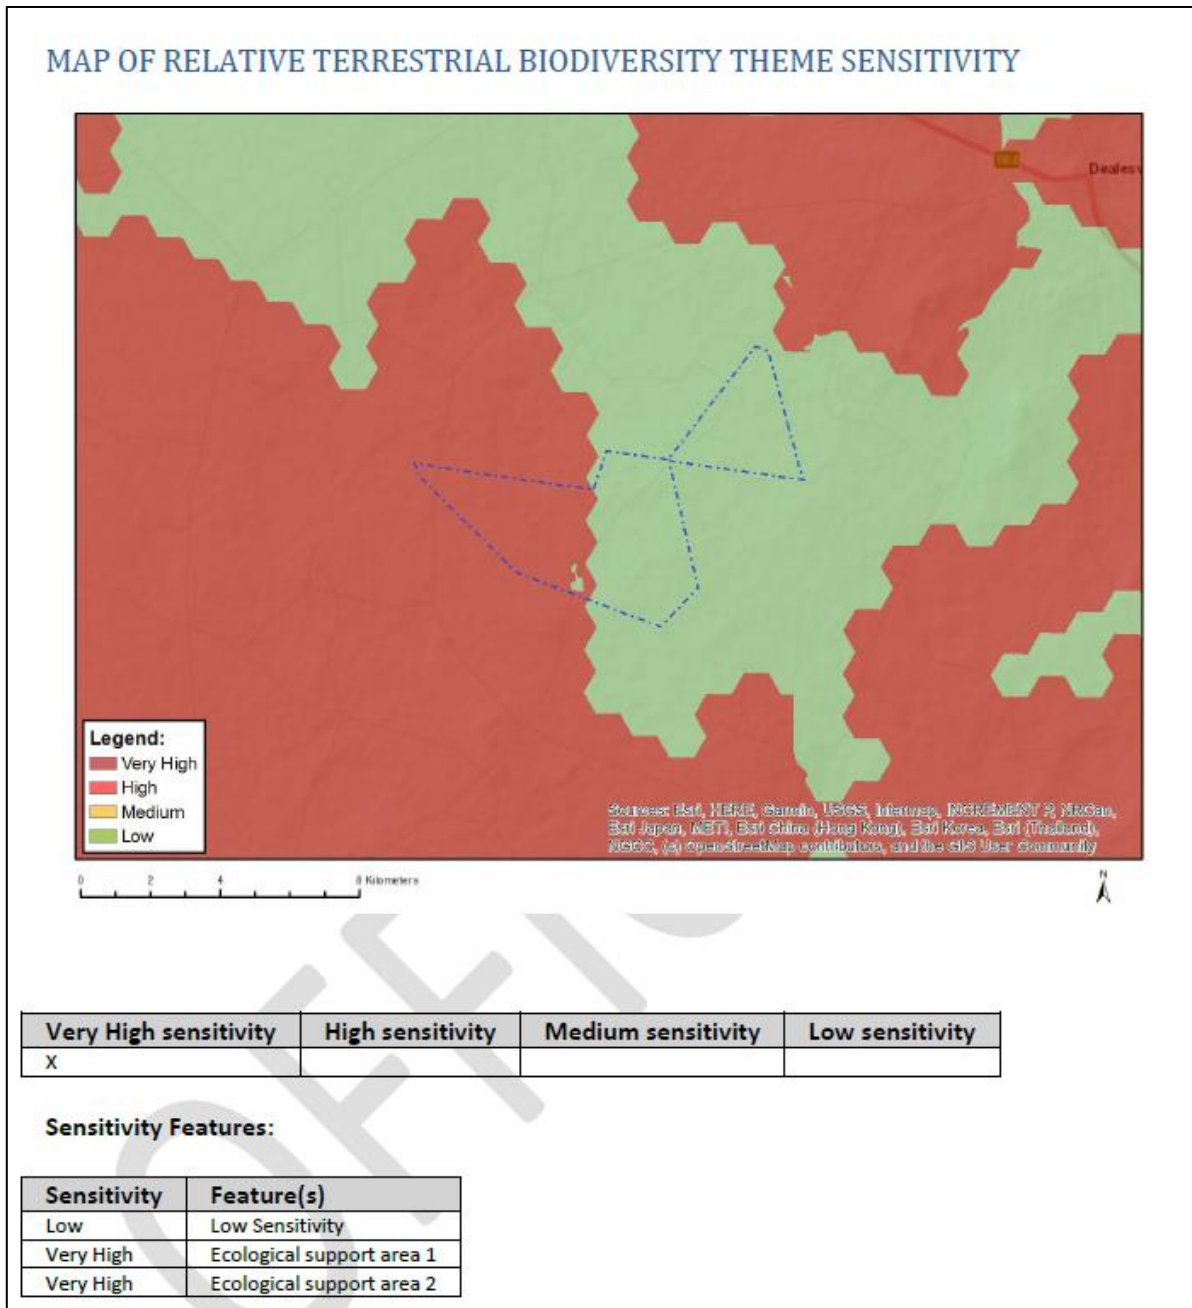 MAP OF RELATIVE TERRESTRIAL BIODIVERSITY THEME SENSITIVITY
Dealesv
Legend:
Very High
High
Medium
Low
Sources: Esri, HERE, Garmin, USGS, Intermap, INCREMENT P, NRCan,
Esri Japan, METI, Esri China (Hong Kong), Esri Korea, Esri (Thailand),
NGCC, (c) OpenStreetMap contributors, and the GIS User Community
0 2 4 8 Kilometers
N
Very High sensitivity High sensitivity Medium sensitivity Low sensitivity
X
Sensitivity Features:
Sensitivity Feature(s)
Low Low Sensitivity
Very High Ecological support area 1
Very High Ecological support area 2